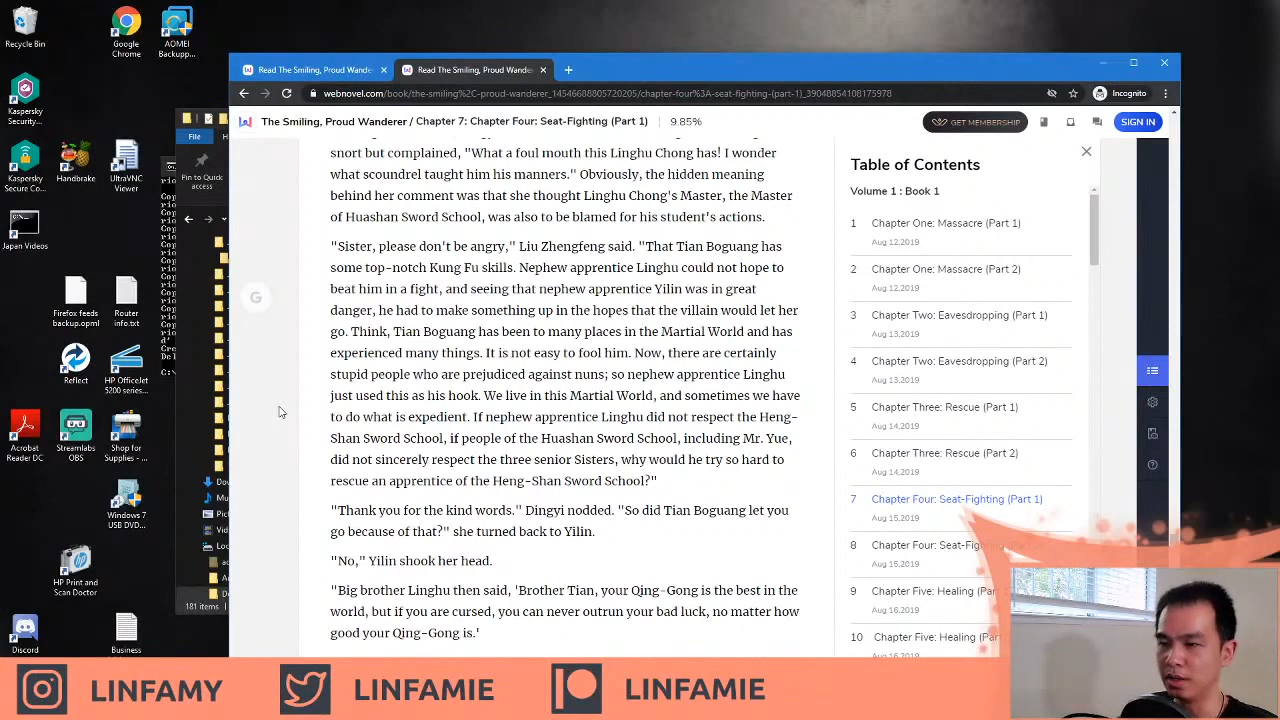 Recycle Bin
Google Chrome
AOMEI Backupp...
Kaspersky Security...
Kaspersky Secure Co...
Handbrake
UltraVNC Viewer
Japan Videos
Firefox feeds backup.opml
Router info.txt
Reflect
HP OfficeJet 5200 series...
Acrobat Reader DC
Streamlabs OBS
Shop for Supplies - ...
Windows 7 USB DVD...
HP Print and Scan Doctor
Discord
Business
File
Pin to Quick access
181 items
Read The Smiling, Proud Wande
Read The Smiling, Proud Wande
webnovel.com/book/the-smiling%2C-proud-wanderer_14546688805720205/chapter-four%3A-seat-fighting-(part-1)_39048854108175978
Incognito
The Smiling, Proud Wanderer / Chapter 7: Chapter Four: Seat-Fighting (Part 1)
9.85%
GET MEMBERSHIP
SIGN IN
snort but complained, "What a foul mouth this Linghu Chong has! I wonder
what scoundrel taught him his manners." Obviously, the hidden meaning
behind her comment was that she thought Linghu Chong's Master, the Master
of Huashan Sword School, was also to be blamed for his student's actions.
"Sister, please don't be angry," Liu Zhengfeng said. "That Tian Boguang has
some top-notch Kung Fu skills. Nephew apprentice Linghu could not hope to
beat him in a fight, and seeing that nephew apprentice Yilin was in great
danger, he had to make something up in the hopes that the villain would let her
go. Think, Tian Boguang has been to many places in the Martial World and has
experienced many things. It is not easy to fool him. Now, there are certainly
stupid people who are prejudiced against nuns; so nephew apprentice Linghu
just used this as his hook. We live in this Martial World, and sometimes we have
to do what is expedient. If nephew apprentice Linghu did not respect the Heng-
Shan Sword School, if people of the Huashan Sword School, including Mr. Yue,
did not sincerely respect the three senior Sisters, why would he try so hard to
rescue an apprentice of the Heng-Shan Sword School?"
"Thank you for the kind words." Dingyi nodded. "So did Tian Boguang let you
go because of that?" she turned back to Yilin.
"No," Yilin shook her head.
"Big brother Linghu then said, 'Brother Tian, your Qing-Gong is the best in the
world, but if you are cursed, you can never outrun your bad luck, no matter how
good your Qing-Gong is.'
Table of Contents
Volume 1 : Book 1
1 Chapter One: Massacre (Part 1)
Aug 12,2019
2 Chapter One: Massacre (Part 2)
Aug 12,2019
3 Chapter Two: Eavesdropping (Part 1)
Aug 13,2019
4 Chapter Two: Eavesdropping (Part 2)
Aug 13,2019
5 Chapter Three: Rescue (Part 1)
Aug 14,2019
6 Chapter Three: Rescue (Part 2)
Aug 14,2019
7 Chapter Four: Seat-Fighting (Part 1)
Aug 15,2019
8 Chapter Four: Seat-Figh
Aug 15,2019
9 Chapter Five: Healing (Par
Aug 16,2019
10 Chapter Five: Healing (Par
Aug 16,2019
LINFAMY
LINFAMIE
LINFAMIE